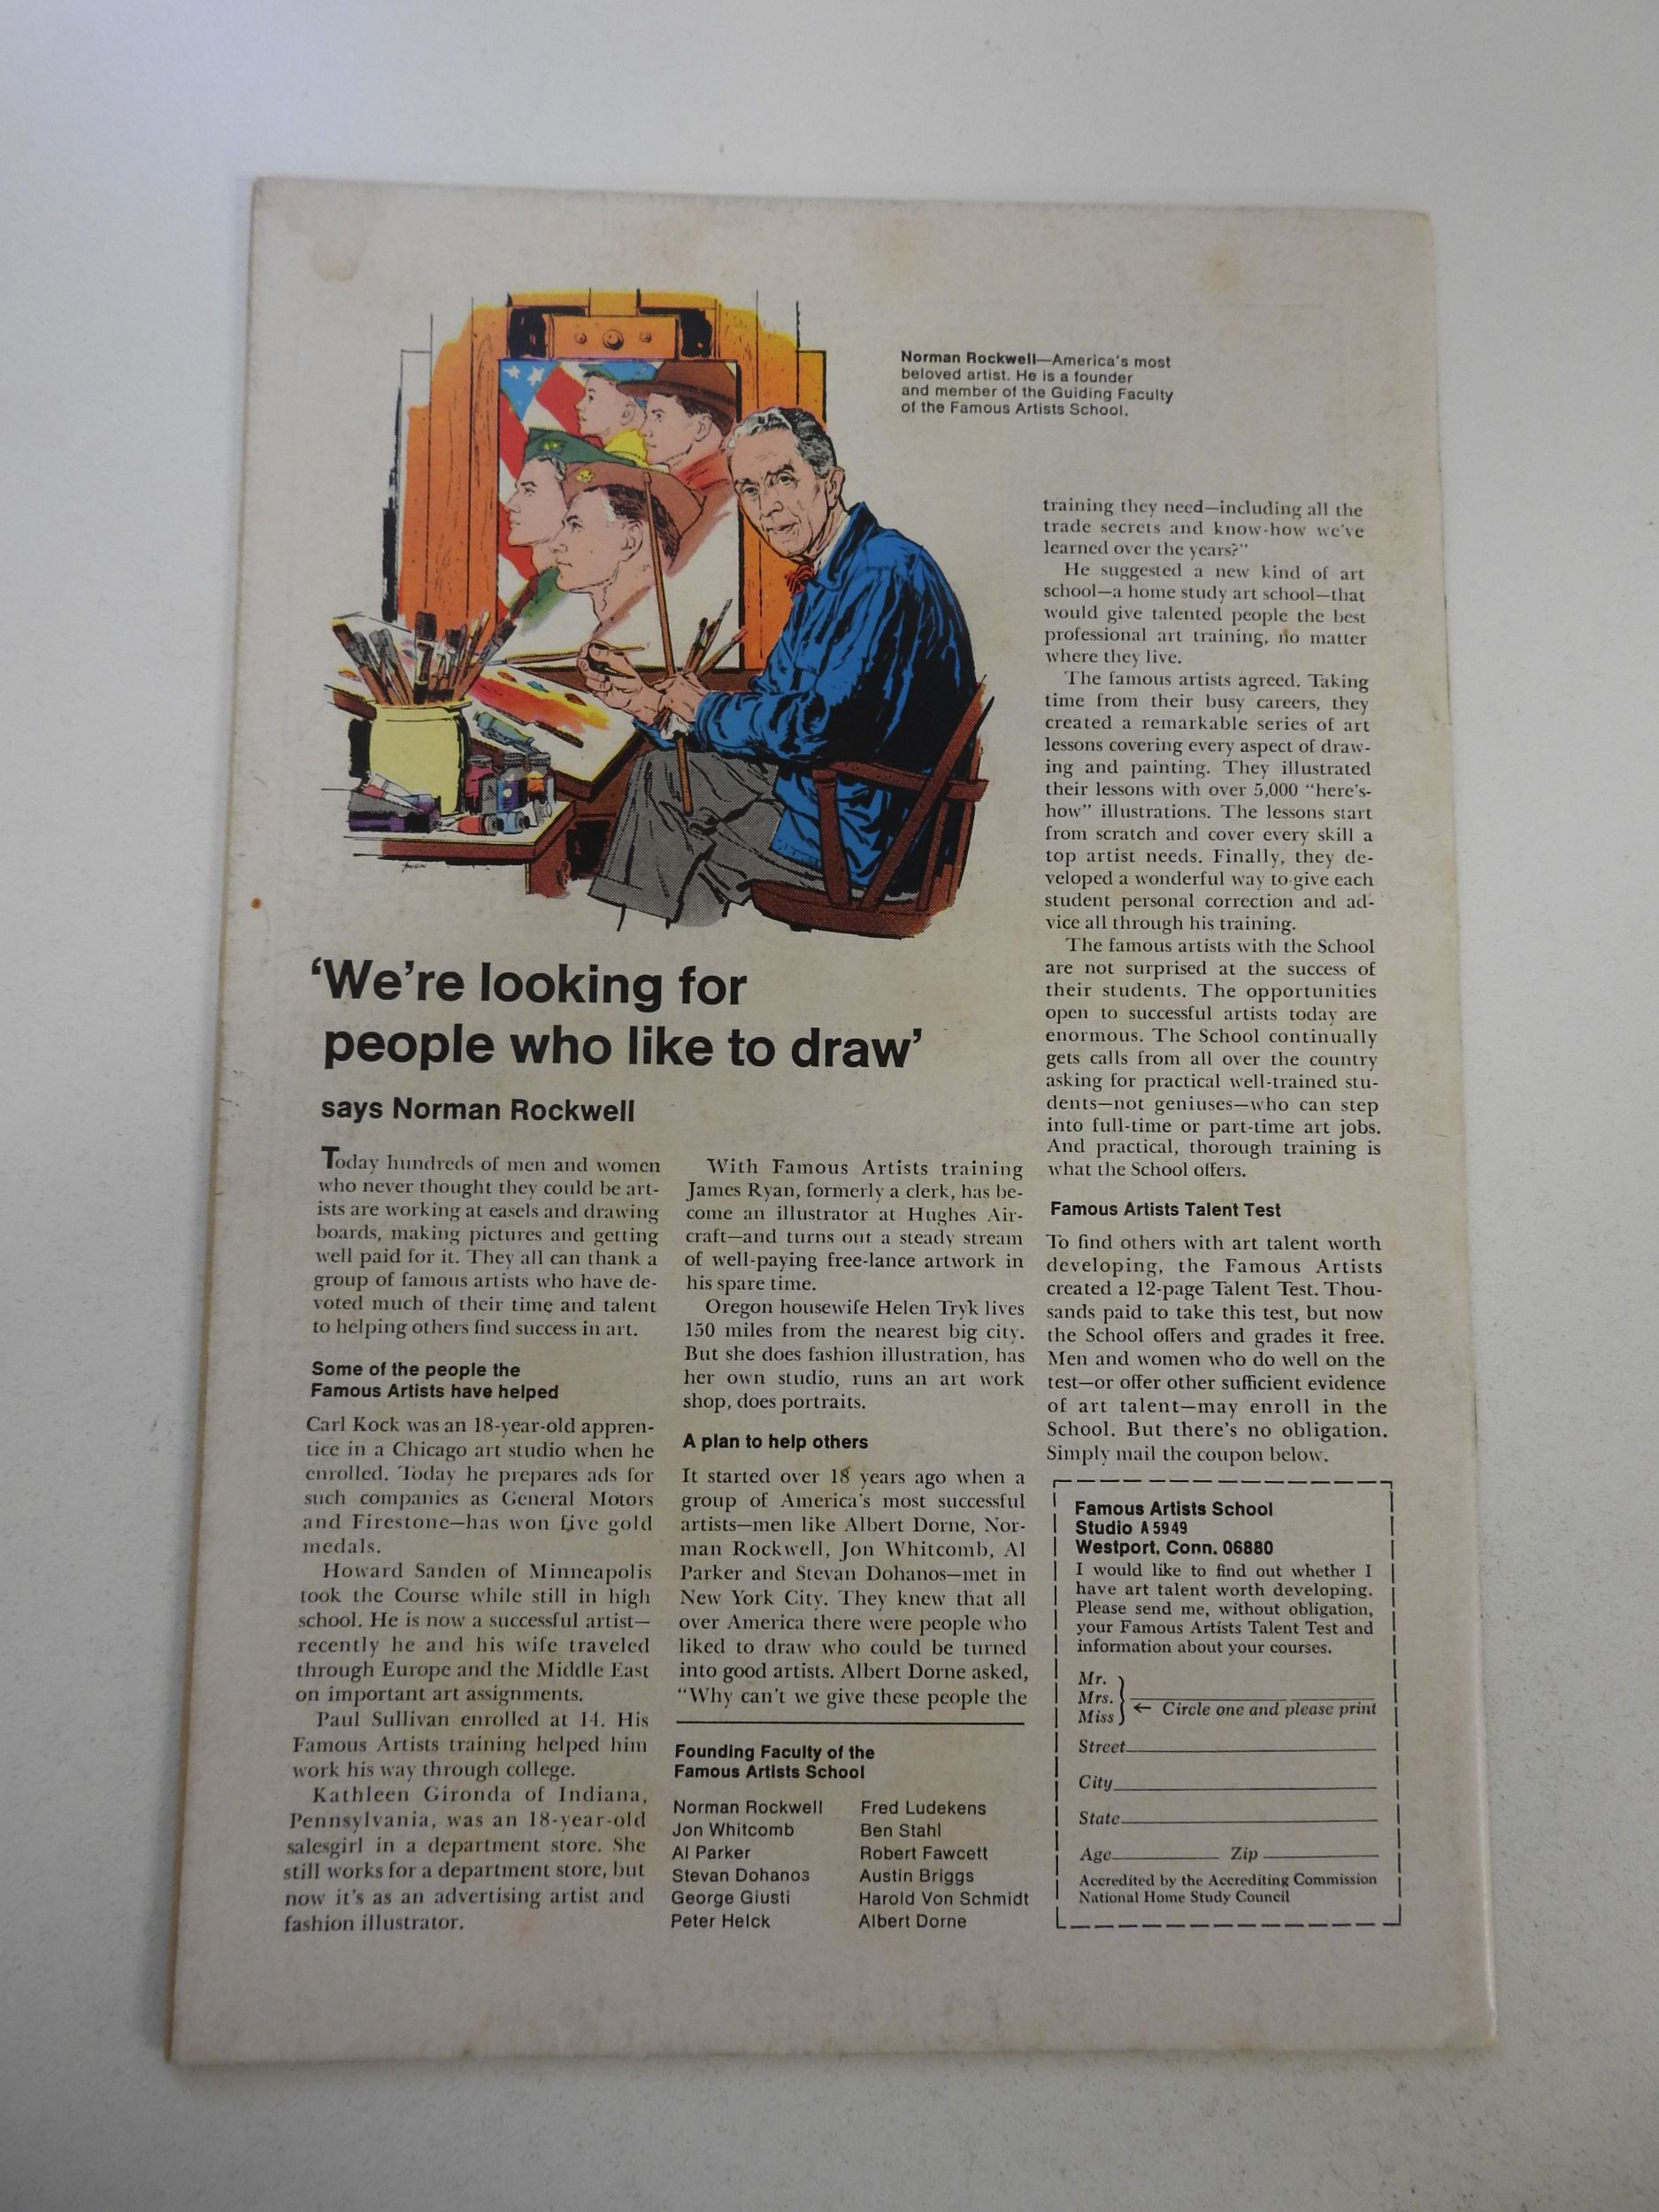 Norman Rockwell—America's most
beloved artist. He is a founder
and member of the Guiding Faculty
of the Famous Artists School.
'We're looking for
people who like to draw'
says Norman Rockwell
Today hundreds of men and women
who never thought they could be art-
ists are working at easels and drawing
boards, making pictures and getting
well paid for it. They all can thank a
group of famous artists who have de-
voted much of their time and talent
to helping others find success in art.
Some of the people the
Famous Artists have helped
Carl Kock was an 18-year-old appren-
tice in a Chicago art studio when he
enrolled. Today he prepares ads for
such companies as General Motors
and Firestone—has won five gold
medals.
Howard Sanden of Minneapolis
took the Course while still in high
school. He is now a successful artist—
recently he and his wife traveled
through Europe and the Middle East
on important art assignments.
Paul Sullivan enrolled at 14. His
Famous Artists training helped him
work his way through college.
Kathleen Gironda of Indiana,
Pennsylvania, was an 18-year-old
salesgirl in a department store. She
still works for a department store, but
now it's as an advertising artist and
fashion illustrator.
With Famous Artists training
James Ryan, formerly a clerk, has be-
come an illustrator at Hughes Air-
craft—and turns out a steady stream
of well-paying free-lance artwork in
his spare time.
Oregon housewife Helen Tryk lives
150 miles from the nearest big city.
But she does fashion illustration, has
her own studio, runs an art work
shop, does portraits.
A plan to help others
It started over 18 years ago when a
group of America's most successful
artists—men like Albert Dorne, Nor-
man Rockwell, Jon Whitcomb, Al
Parker and Stevan Dohanos—met in
New York City. They knew that all
over America there were people who
liked to draw who could be turned
into good artists. Albert Dorne asked,
"Why can't we give these people the
Founding Faculty of the
Famous Artists School
Norman Rockwell
Jon Whitcomb
Al Parker
Stevan Dohanos
George Giusti
Peter Helck
Fred Ludekens
Ben Stahl
Robert Fawcett
Austin Briggs
Harold Von Schmidt
Albert Dorne
training they need—including all the
trade secrets and know-how we've
learned over the years?"
He suggested a new kind of art
school—a home study art school—that
would give talented people the best
professional art training, no matter
where they live.
The famous artists agreed. Taking
time from their busy careers, they
created a remarkable series of art
lessons covering every aspect of draw-
ing and painting. They illustrated
their lessons with over 5,000 "here's-
how" illustrations. The lessons start
from scratch and cover every skill a
top artist needs. Finally, they de-
veloped a wonderful way to give each
student personal correction and ad-
vice all through his training.
The famous artists with the School
are not surprised at the success of
their students. The opportunities
open to successful artists today are
enormous. The School continually
gets calls from all over the country
asking for practical well-trained stu-
dents—not geniuses—who can step
into full-time or part-time art jobs.
And practical, thorough training is
what the School offers.
Famous Artists Talent Test
To find others with art talent worth
developing, the Famous Artists
created a 12-page Talent Test. Thou-
sands paid to take this test, but now
the School offers and grades it free.
Men and women who do well on the
test—or offer other sufficient evidence
of art talent—may enroll in the
School. But there's no obligation.
Simply mail the coupon below.
Famous Artists School
Studio A 5949
Westport, Conn. 06880
I would like to find out whether I
have art talent worth developing.
Please send me, without obligation,
your Famous Artists Talent Test and
information about your courses.
Mr.
Mrs.
Miss
← Circle one and please print
Street
City
State
Age Zip
Accredited by the Accrediting Commission
National Home Study Council